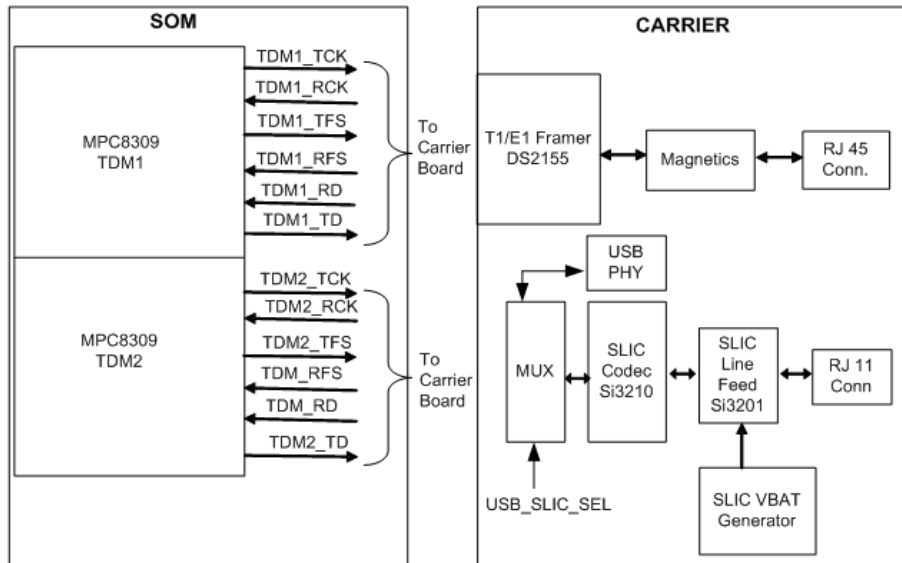 SOM
MPC8309
TDM1
TDM1_TCK
TDM1_RCK
TDM1_TFS
TDM1_RFS
TDM1_RD
TDM1_TD
To
Carrier
Board
MPC8309
TDM2
TDM2_TCK
TDM2_RCK
TDM2_TFS
TDM_RFS
TDM_RD
TDM2_TD
To
Carrier
Board
CARRIER
T1/E1 Framer
DS2155
Magnetics
RJ 45
Conn.
USB
PHY
MUX
SLIC
Codec
Si3210
SLIC
Line
Feed
Si3201
RJ 11
Conn
USB_SLIC_SEL
SLIC VBAT
Generator